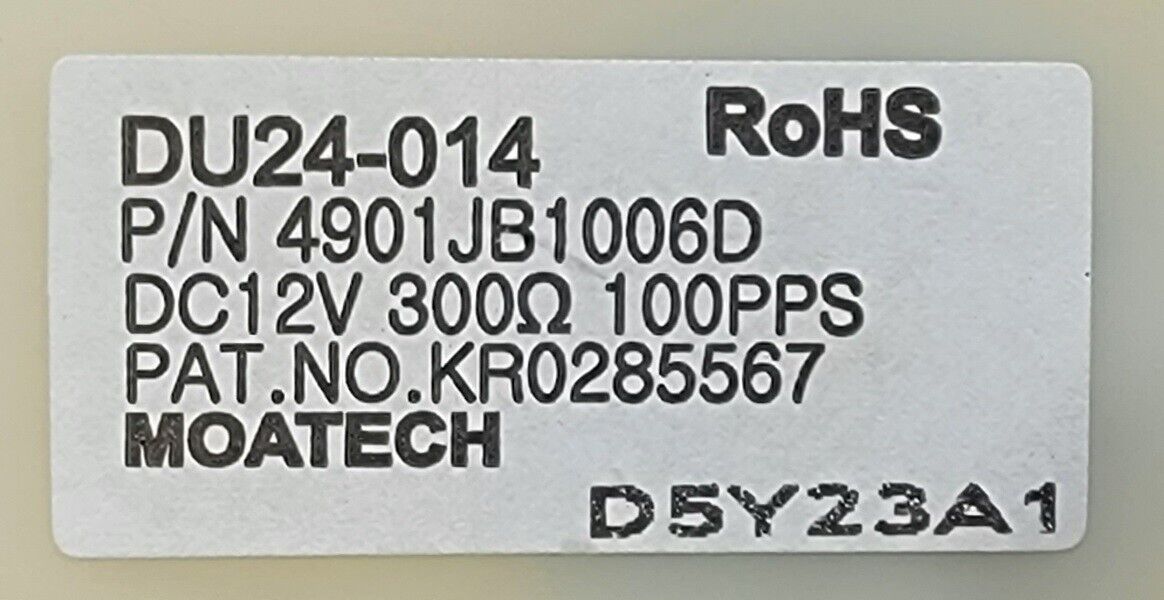 DU24-014 RoHS
P/N 4901JB1006D
DC12V 300Ω 100PPS
PAT.NO.KR0285567
MOATECH
D5Y23A1